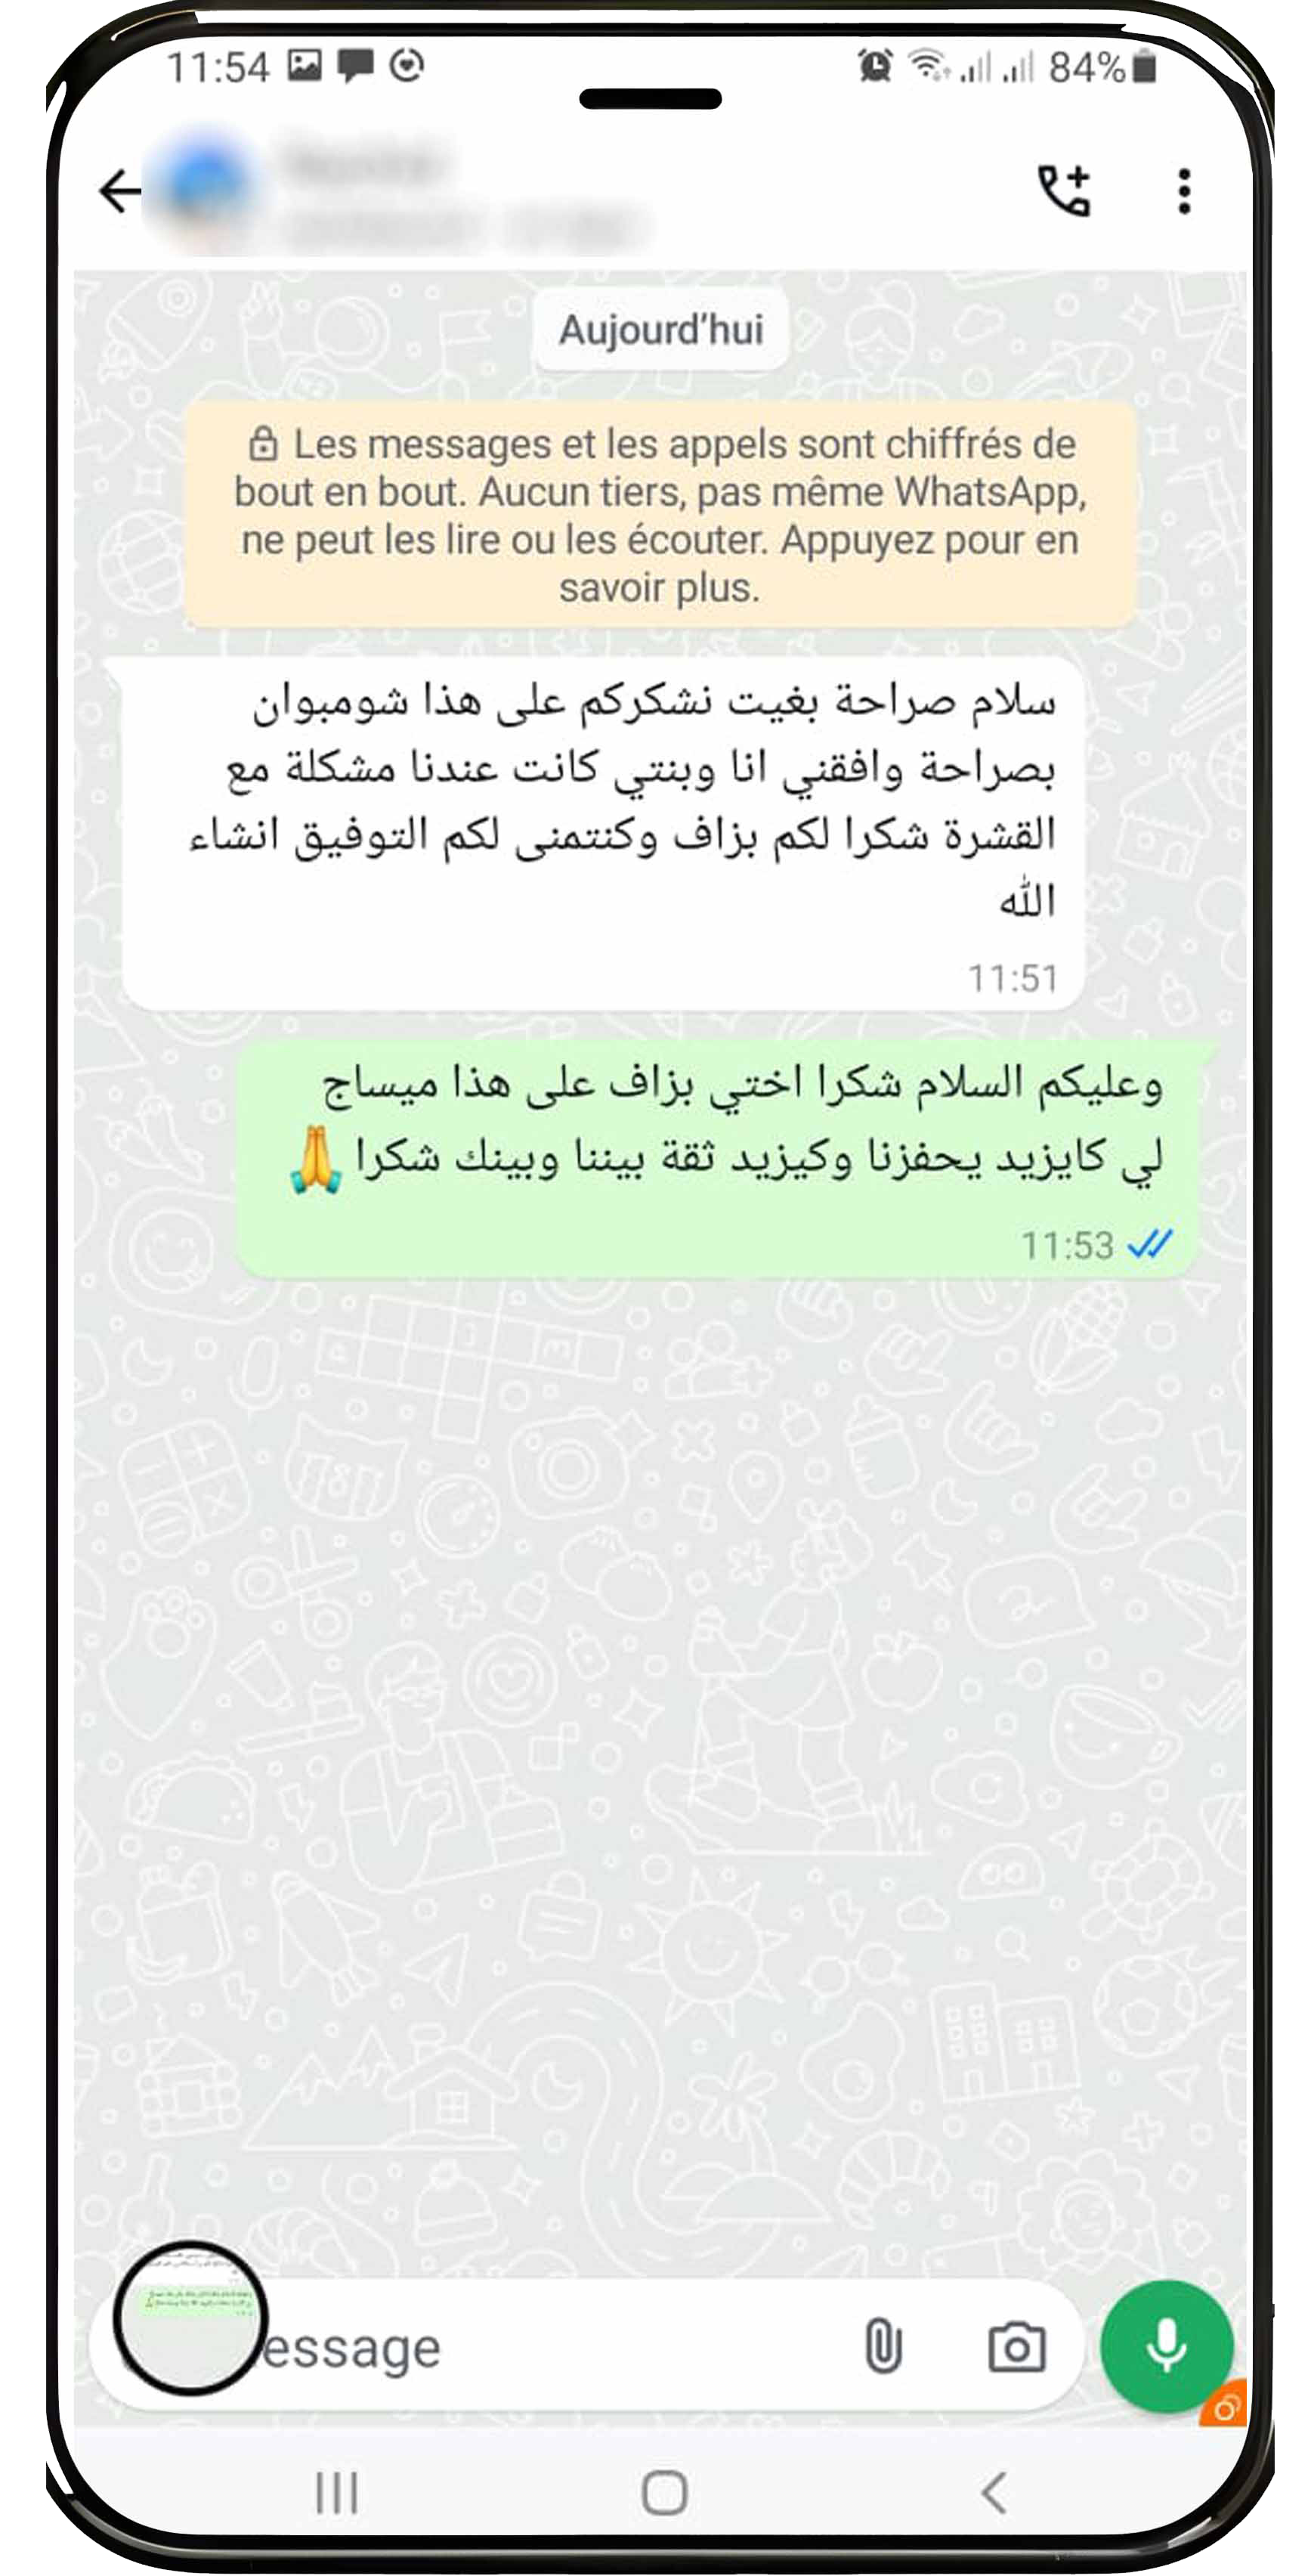 11:54
84%
Aujourd'hui
Les messages et les appels sont chiffrés de
bout en bout. Aucun tiers, pas même WhatsApp,
ne peut les lire ou les écouter. Appuyez pour en
savoir plus.
سلام صراحة بغيت نشكركم على هذا شومبوان
بصراحة وافقني انا وبنتي كانت عندنا مشكلة مع
القشرة شكرا لكم بزاف وكنتمنى لكم التوفيق انشاء
الله
11:51
وعليكم السلام شكرا اختي بزاف على هذا ميساج
لي كايزيد يحفزنا وكيزيد ثقة بيننا وبينك شكرا 🙏
11:53
essage